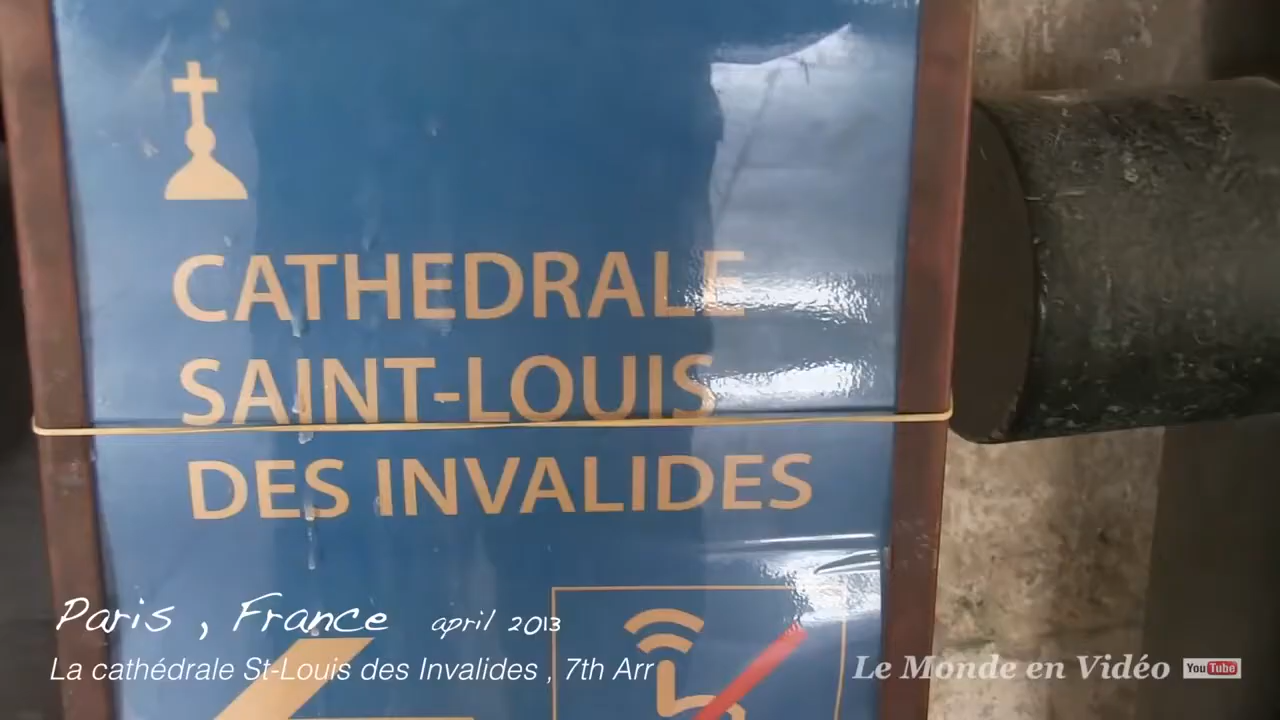 CATHEDRALE
SAINT-LOUIS
DES INVALIDES
Paris , France april 2013
La cathédrale St-Louis des Invalides , 7th Arr
Le Monde en Vidéo YouTube